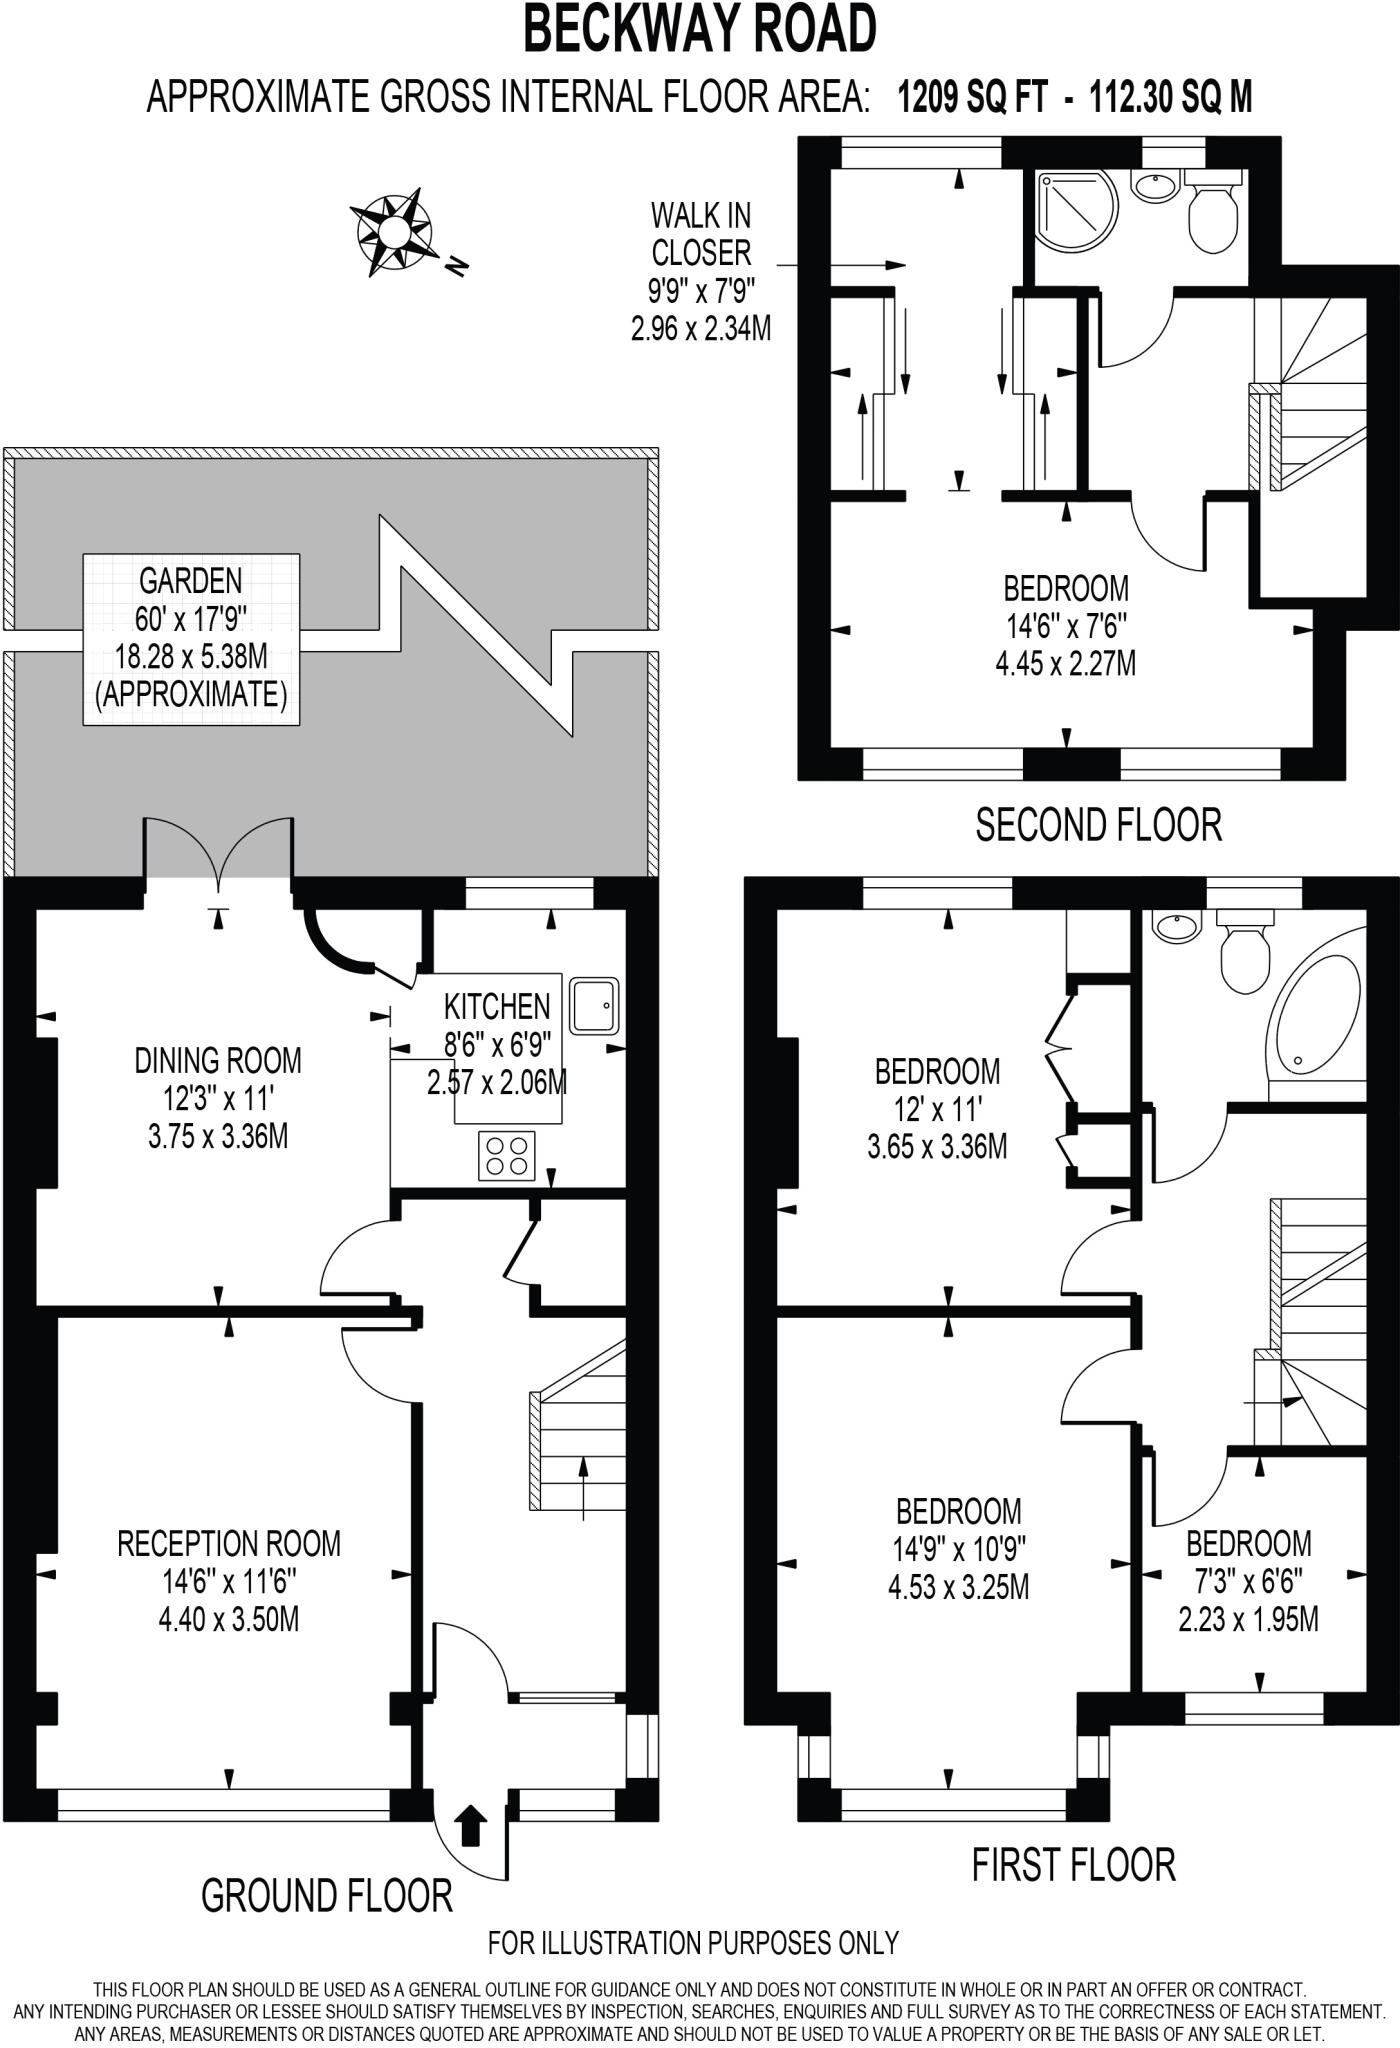 BECKWAY ROAD
APPROXIMATE GROSS INTERNAL FLOOR AREA: 1209 SQ FT - 112.30 SQ M
N
WALK IN
CLOSER
9'9" x 7'9"
2.96 x 2.34M
BEDROOM
14'6" x 7'6"
4.45 x 2.27M
SECOND FLOOR
GARDEN
60' x 17'9"
18.28 x 5.38M
(APPROXIMATE)
KITCHEN
8'6" x 6'9"
2.57 x 2.06M
DINING ROOM
12'3" x 11'
3.75 x 3.36M
RECEPTION ROOM
14'6" x 11'6"
4.40 x 3.50M
GROUND FLOOR
BEDROOM
12' x 11'
3.65 x 3.36M
BEDROOM
14'9" x 10'9"
4.53 x 3.25M
BEDROOM
7'3" x 6'6"
2.23 x 1.95M
FIRST FLOOR
FOR ILLUSTRATION PURPOSES ONLY
THIS FLOOR PLAN SHOULD BE USED AS A GENERAL OUTLINE FOR GUIDANCE ONLY AND DOES NOT CONSTITUTE IN WHOLE OR IN PART AN OFFER OR CONTRACT.
ANY INTENDING PURCHASER OR LESSEE SHOULD SATISFY THEMSELVES BY INSPECTION, SEARCHES, ENQUIRIES AND FULL SURVEY AS TO THE CORRECTNESS OF EACH STATEMENT.
ANY AREAS, MEASUREMENTS OR DISTANCES QUOTED ARE APPROXIMATE AND SHOULD NOT BE USED TO VALUE A PROPERTY OR BE THE BASIS OF ANY SALE OR LET.